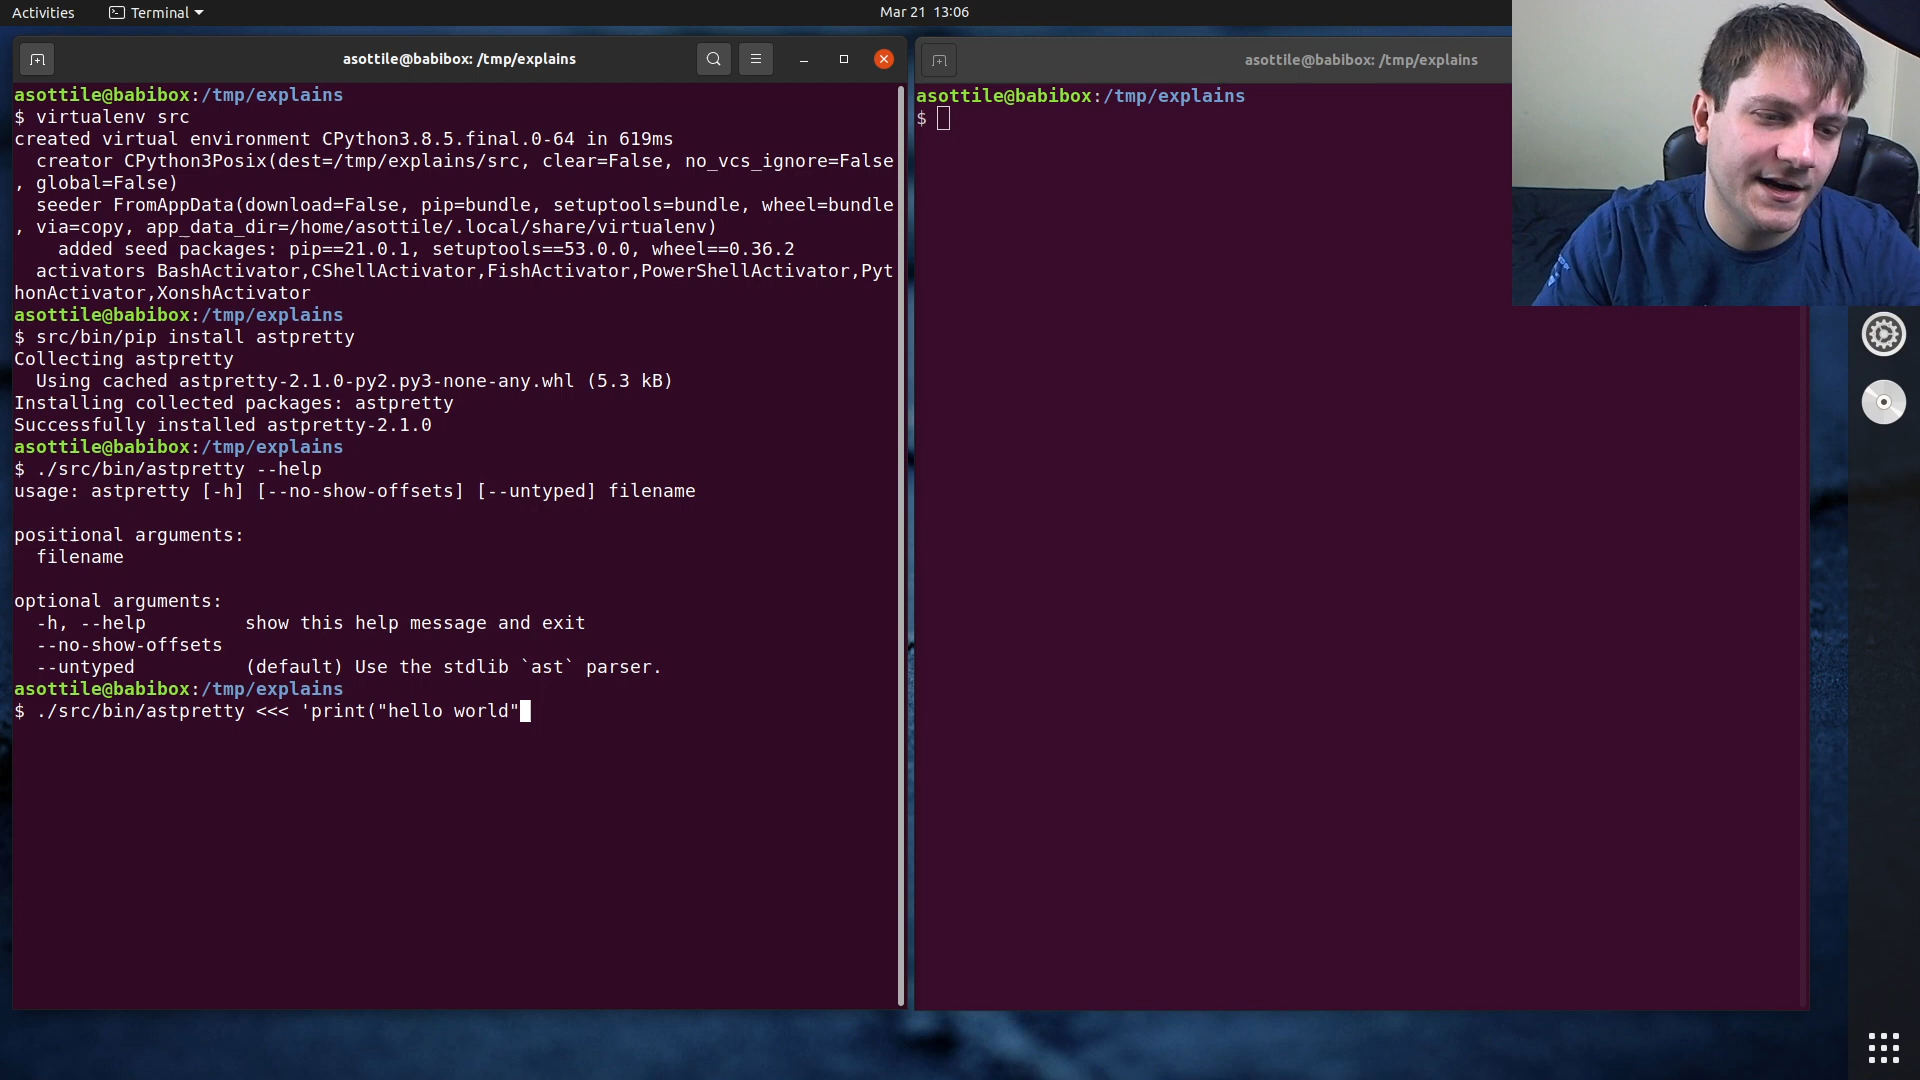 Activities
Terminal
Mar 21 13:06
asottile@babibox: /tmp/explains
asottile@babibox:/tmp/explains
$ virtualenv src
created virtual environment CPython3.8.5.final.0-64 in 619ms
  creator CPython3Posix(dest=/tmp/explains/src, clear=False, no_vcs_ignore=False
, global=False)
  seeder FromAppData(download=False, pip=bundle, setuptools=bundle, wheel=bundle
, via=copy, app_data_dir=/home/asottile/.local/share/virtualenv)
    added seed packages: pip==21.0.1, setuptools==53.0.0, wheel==0.36.2
  activators BashActivator,CShellActivator,FishActivator,PowerShellActivator,Pyt
honActivator,XonshActivator
asottile@babibox:/tmp/explains
$ src/bin/pip install astpretty
Collecting astpretty
  Using cached astpretty-2.1.0-py2.py3-none-any.whl (5.3 kB)
Installing collected packages: astpretty
Successfully installed astpretty-2.1.0
asottile@babibox:/tmp/explains
$ ./src/bin/astpretty --help
usage: astpretty [-h] [--no-show-offsets] [--untyped] filename
positional arguments:
  filename
optional arguments:
  -h, --help         show this help message and exit
  --no-show-offsets
  --untyped          (default) Use the stdlib `ast` parser.
asottile@babibox:/tmp/explains
$ ./src/bin/astpretty <<< 'print("hello world"
asottile@babibox: /tmp/explains
asottile@babibox:/tmp/explains
$